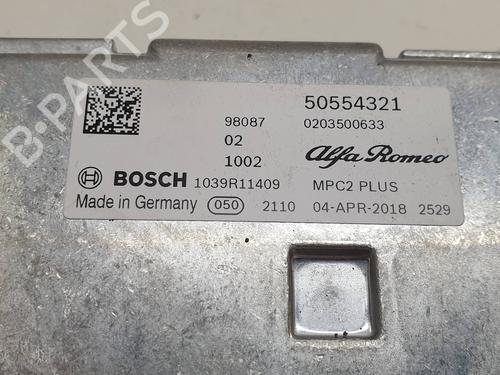 50554321
98087 0203500633
02
1002 Alfa Romeo
BOSCH 1039R11409 MPC2 PLUS
Made in Germany 050 2110 04-APR-2018 2529
B-PARTS